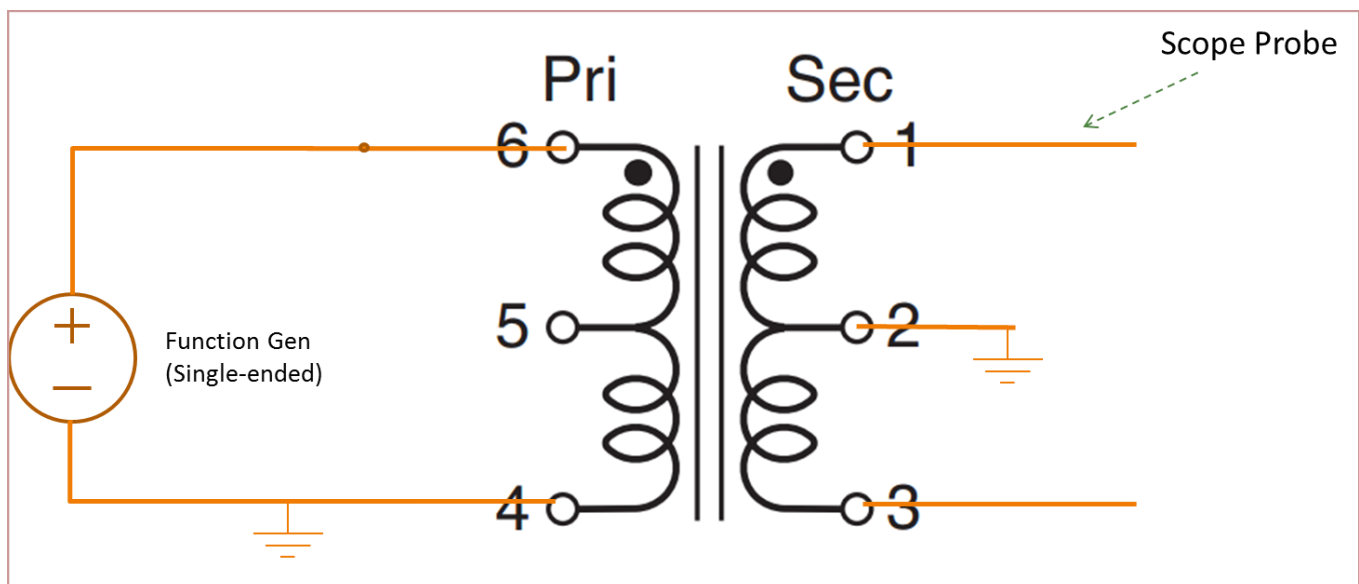 Scope Probe
Pri
Sec
6
1
5
2
Function Gen
(Single-ended)
4
3